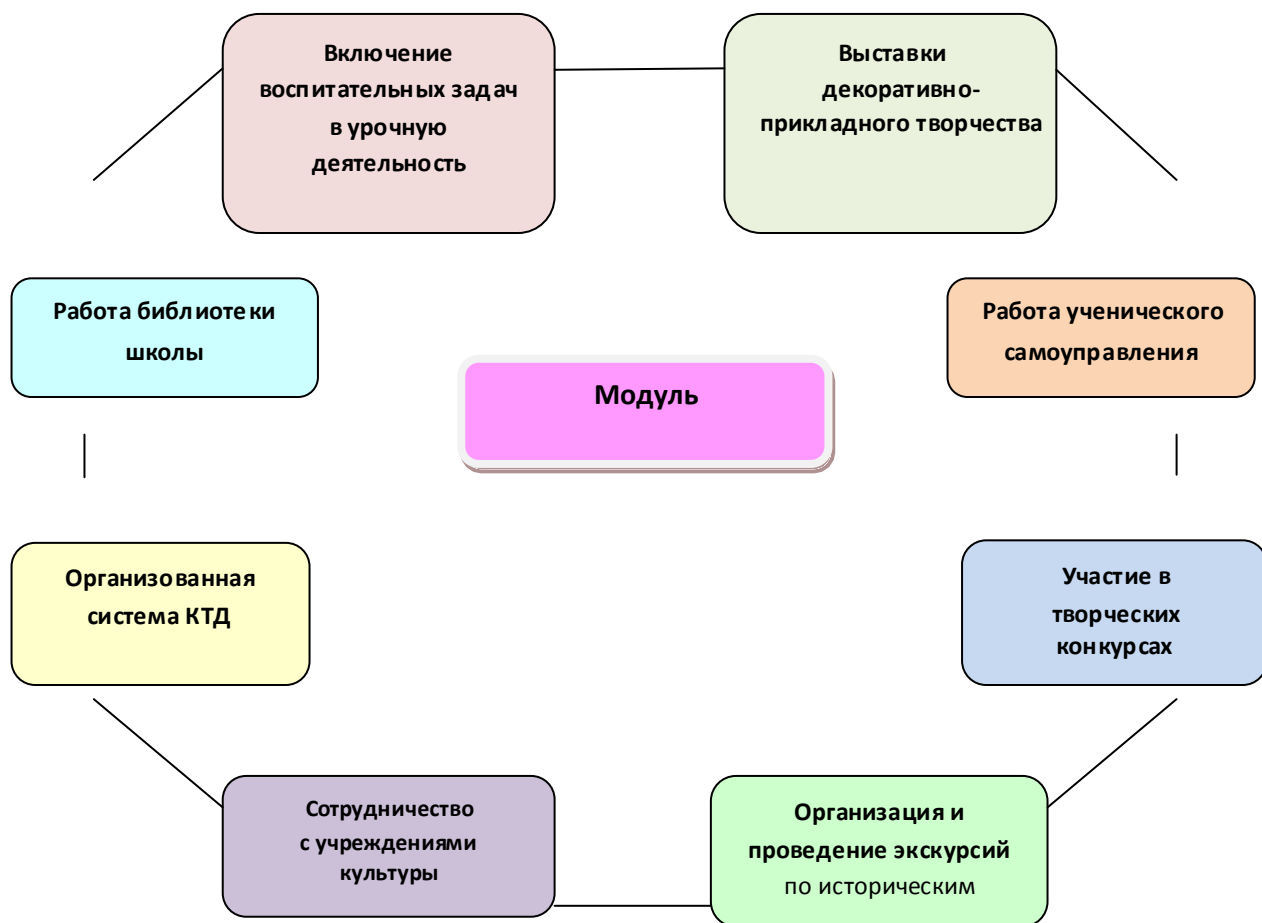 Включение
воспитательных задач
в урочную
деятельность
Выставки
декоративно-
прикладного творчества
Работа библиотеки
школы
Работа ученического
самоуправления
Модуль
Организованная
система КТД
Участие в
творческих
конкурсах
Сотрудничество
с учреждениями
культуры
Организация и
проведение экскурсий
по историческим